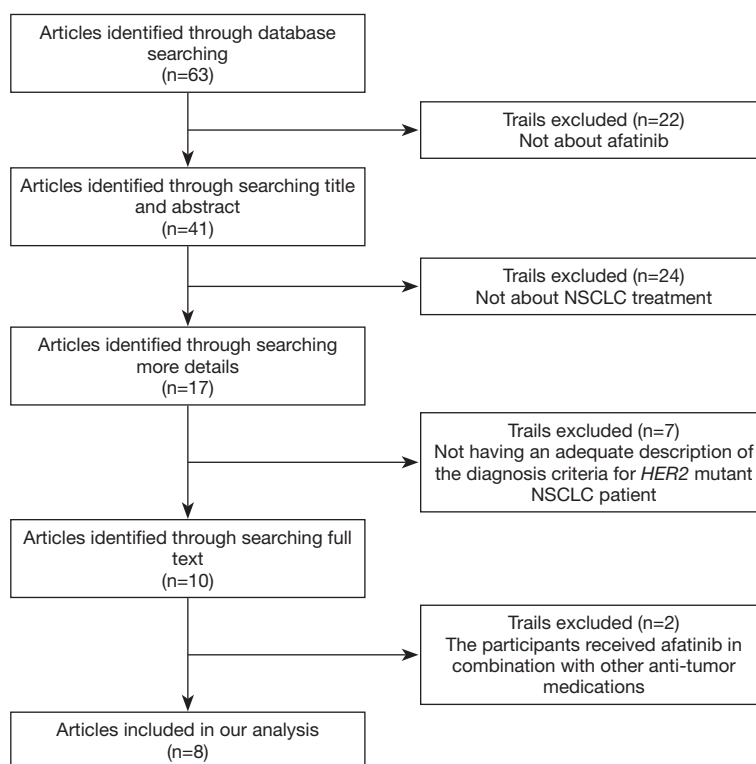 Articles identified through database
searching
(n=63)
Trails excluded (n=22)
Not about afatinib
Articles identified through searching title
and abstract
(n=41)
Trails excluded (n=24)
Not about NSCLC treatment
Articles identified through searching
more details
(n=17)
Trails excluded (n=7)
Not having an adequate description of
the diagnosis criteria for HER2 mutant
NSCLC patient
Articles identified through searching full
text
(n=10)
Trails excluded (n=2)
The participants received afatinib in
combination with other anti-tumor
medications
Articles included in our analysis
(n=8)